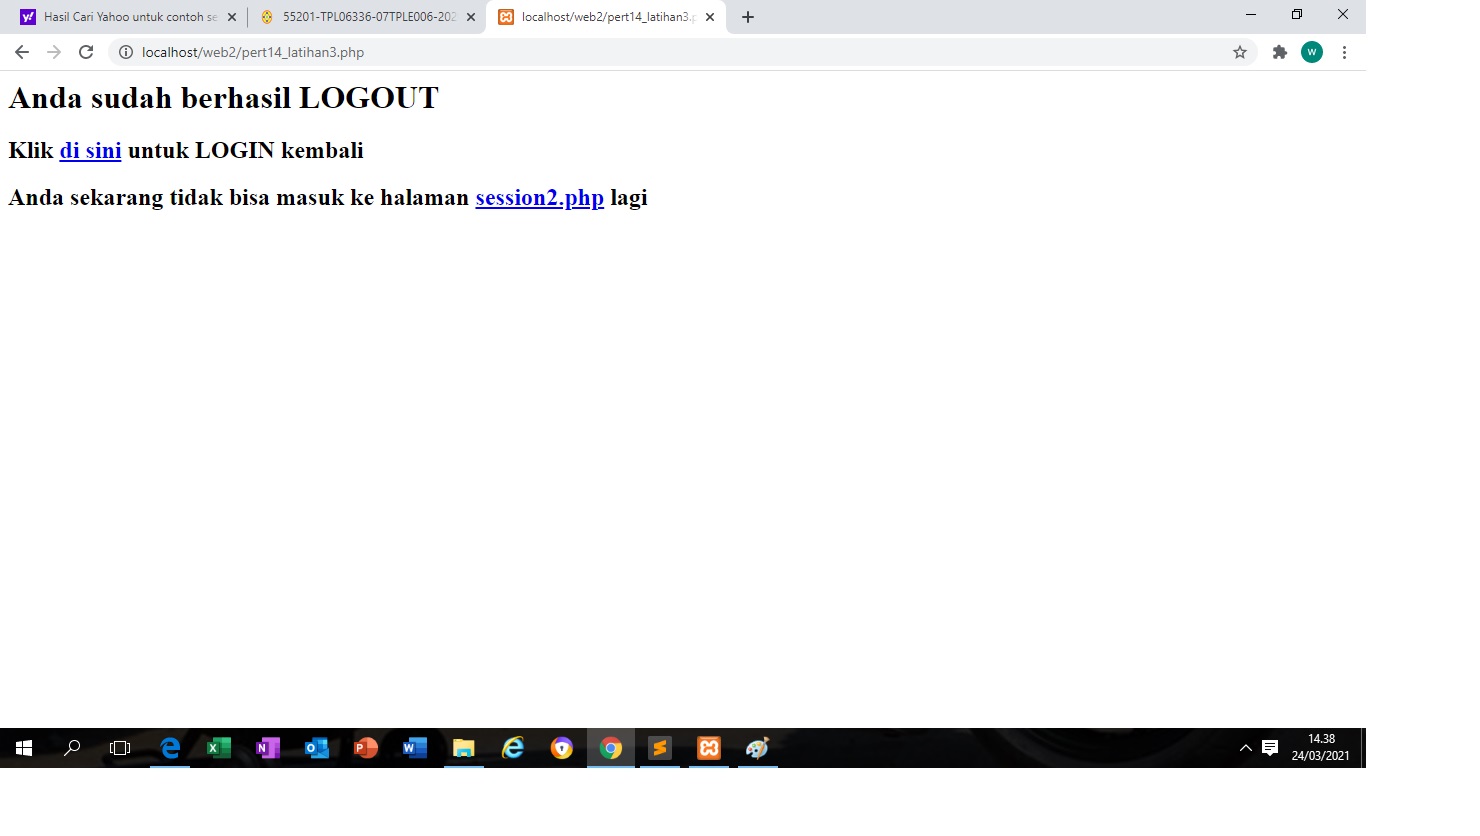 Hasil Cari Yahoo untuk contoh se
55201-TPL06336-07TPLE006-202
localhost/web2/pert14_latihan3.p
localhost/web2/pert14_latihan3.php
W
Anda sudah berhasil LOGOUT
Klik di sini untuk LOGIN kembali
Anda sekarang tidak bisa masuk ke halaman session2.php lagi
14.38
24/03/2021